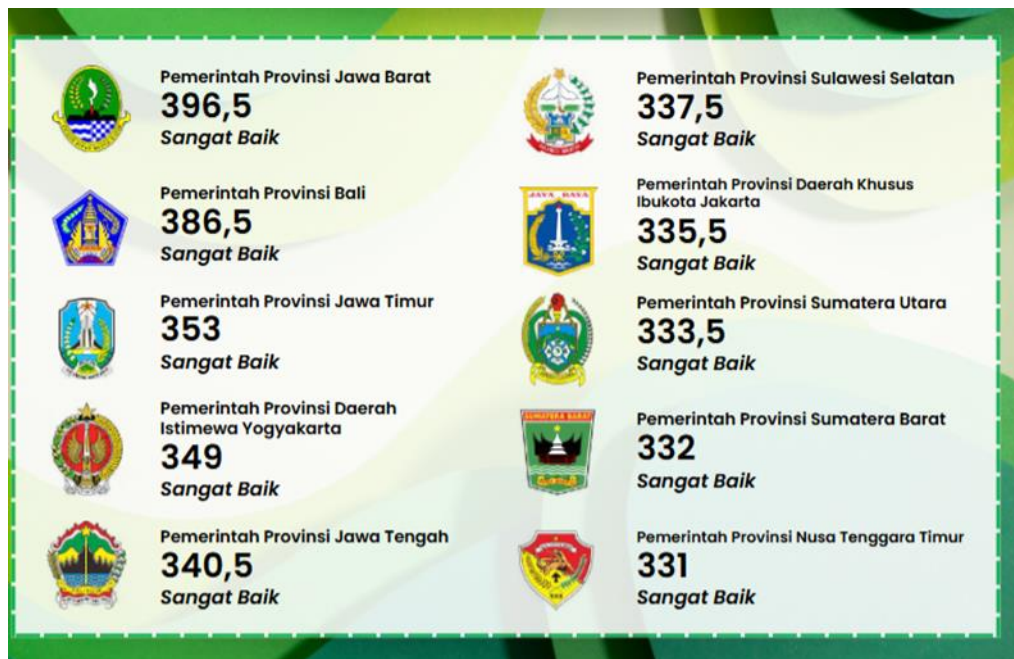 Pemerintah Provinsi Jawa Barat
396,5
Sangat Baik
Pemerintah Provinsi Bali
386,5
Sangat Baik
Pemerintah Provinsi Jawa Timur
353
Sangat Baik
Pemerintah Provinsi Daerah
Istimewa Yogyakarta
349
Sangat Baik
Pemerintah Provinsi Jawa Tengah
340,5
Sangat Baik
Pemerintah Provinsi Sulawesi Selatan
337,5
Sangat Baik
JAYA RAYA
Pemerintah Provinsi Daerah Khusus
Ibukota Jakarta
335,5
Sangat Baik
Pemerintah Provinsi Sumatera Utara
333,5
Sangat Baik
SUMATERA BARAT
Pemerintah Provinsi Sumatera Barat
332
Sangat Baik
Pemerintah Provinsi Nusa Tenggara Timur
331
Sangat Baik